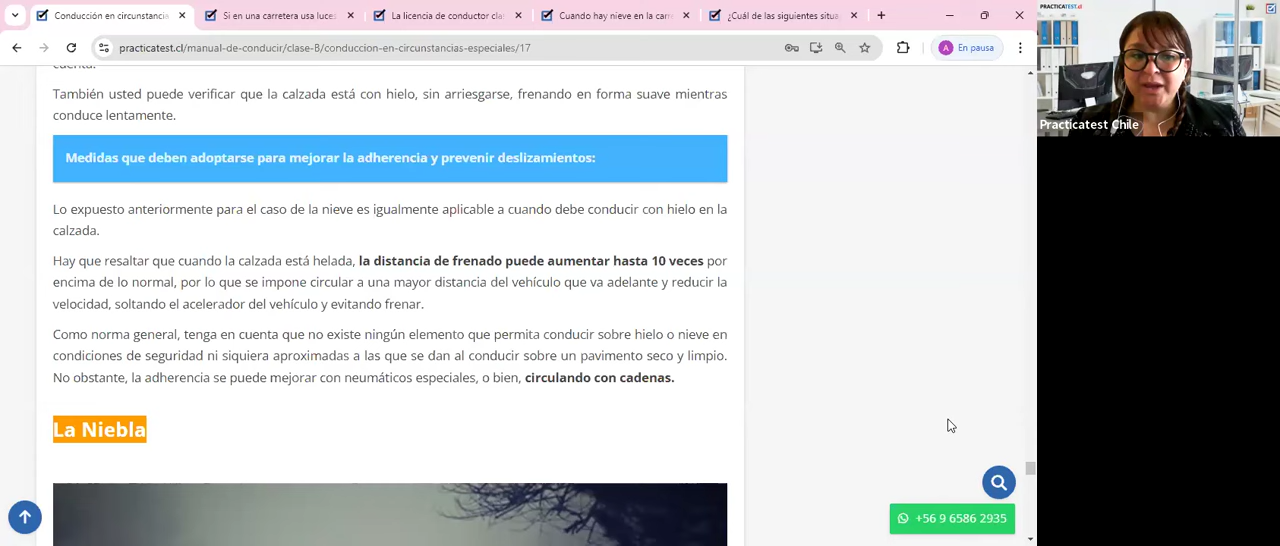 Conducción en circunstancia
Si en una carretera usa luces
La licencia de conductor cla
Cuando hay nieve en la carr
¿Cuál de las siguientes situa
practicatest.cl/manual-de-conducir/clase-B/conduccion-en-circunstancias-especiales/17
A En pausa
PRACTICATEST.cl
Practicatest Chile
cuenta.
También usted puede verificar que la calzada está con hielo, sin arriesgarse, frenando en forma suave mientras
conduce lentamente.
Medidas que deben adoptarse para mejorar la adherencia y prevenir deslizamientos:
Lo expuesto anteriormente para el caso de la nieve es igualmente aplicable a cuando debe conducir con hielo en la
calzada.
Hay que resaltar que cuando la calzada está helada, la distancia de frenado puede aumentar hasta 10 veces por
encima de lo normal, por lo que se impone circular a una mayor distancia del vehículo que va adelante y reducir la
velocidad, soltando el acelerador del vehículo y evitando frenar.
Como norma general, tenga en cuenta que no existe ningún elemento que permita conducir sobre hielo o nieve en
condiciones de seguridad ni siquiera aproximadas a las que se dan al conducir sobre un pavimento seco y limpio.
No obstante, la adherencia se puede mejorar con neumáticos especiales, o bien, circulando con cadenas.
La Niebla
+56 9 6586 2935